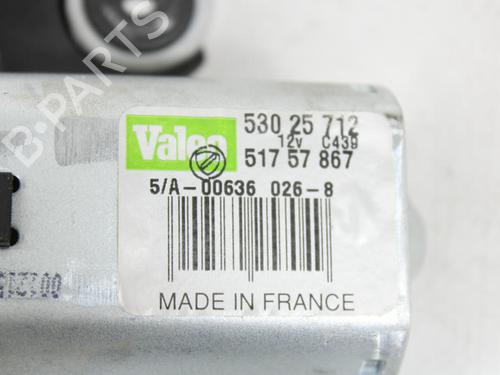 B-PARTS
Valeo
530 25 712
12v C439
517 57 867
5/A-00636 026-8
MADE IN FRANCE